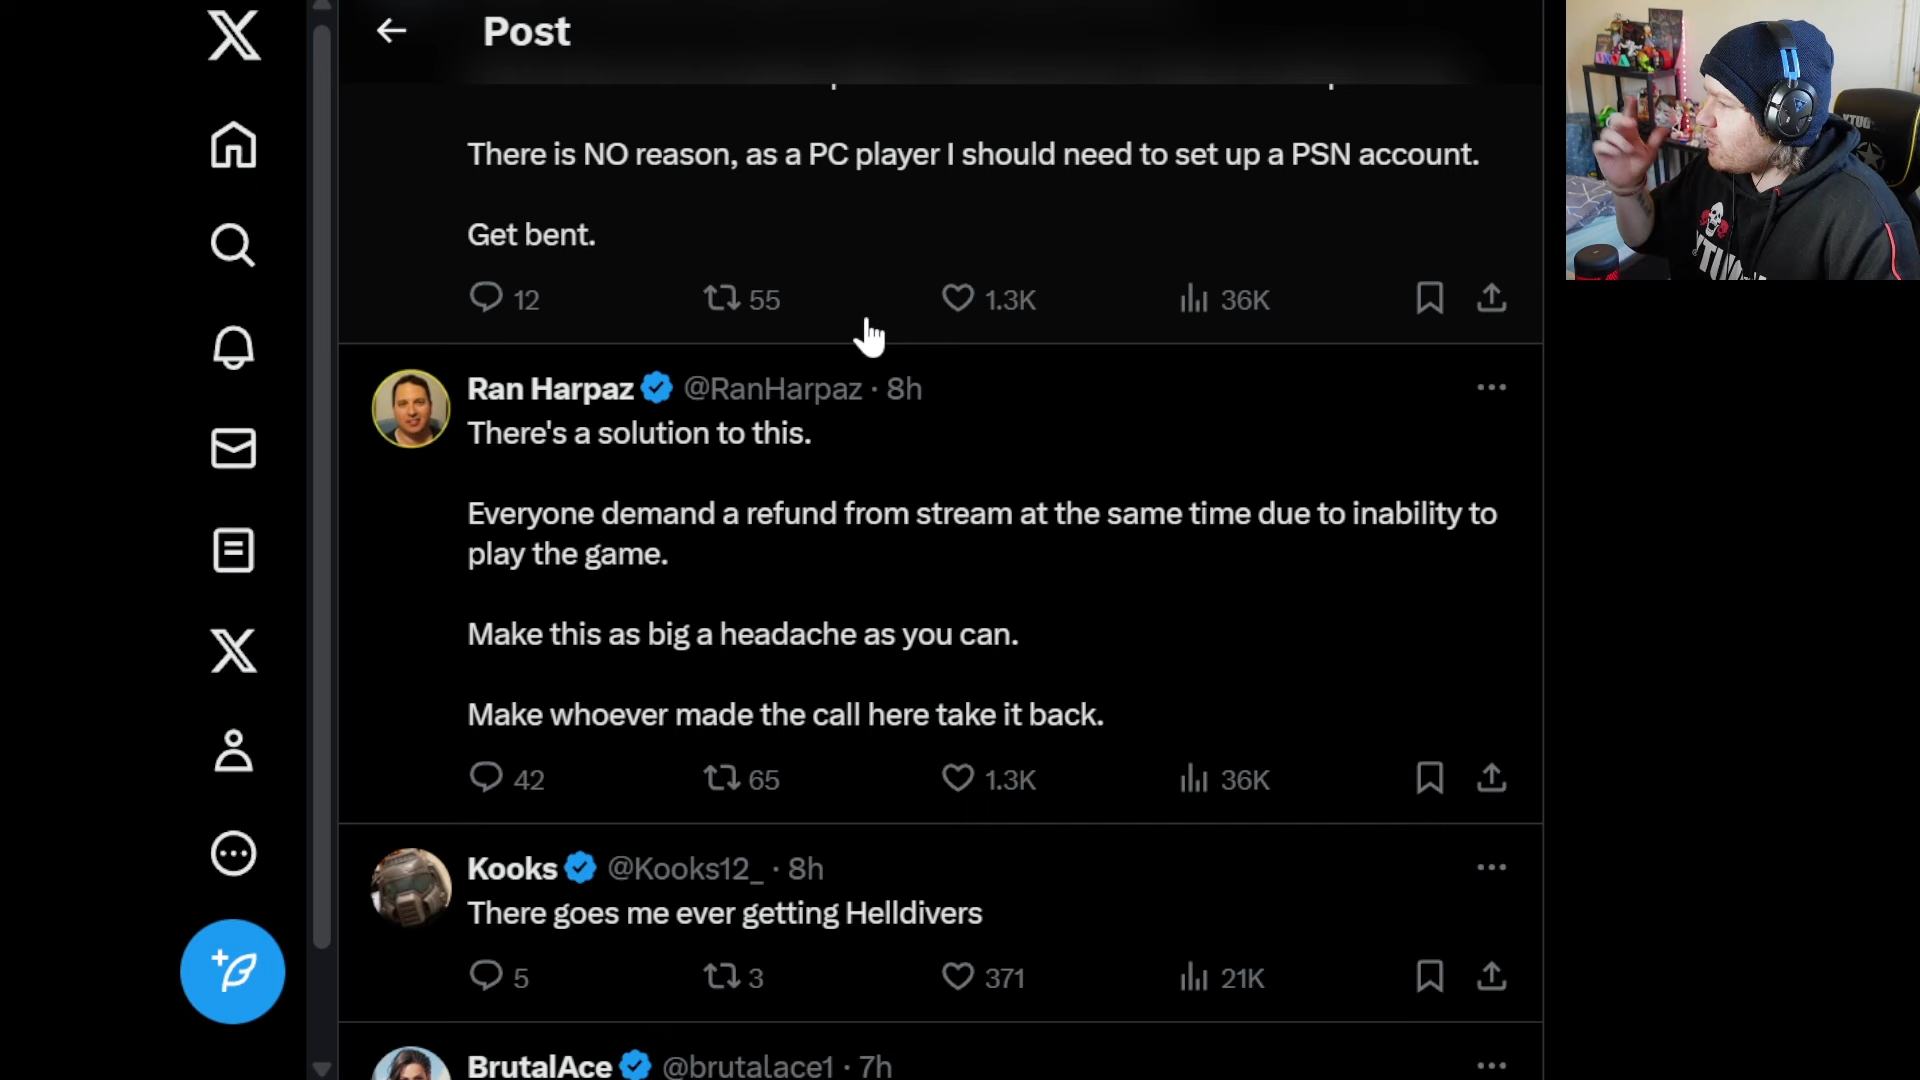 Post
There is NO reason, as a PC player I should need to set up a PSN account.
Get bent.
12 55 1.3K 36K
Ran Harpaz @RanHarpaz · 8h
There's a solution to this.
Everyone demand a refund from stream at the same time due to inability to
play the game.
Make this as big a headache as you can.
Make whoever made the call here take it back.
42 65 1.3K 36K
Kooks @Kooks12_ · 8h
There goes me ever getting Helldivers
5 3 371 21K
BrutalAce @brutalace1 · 7h